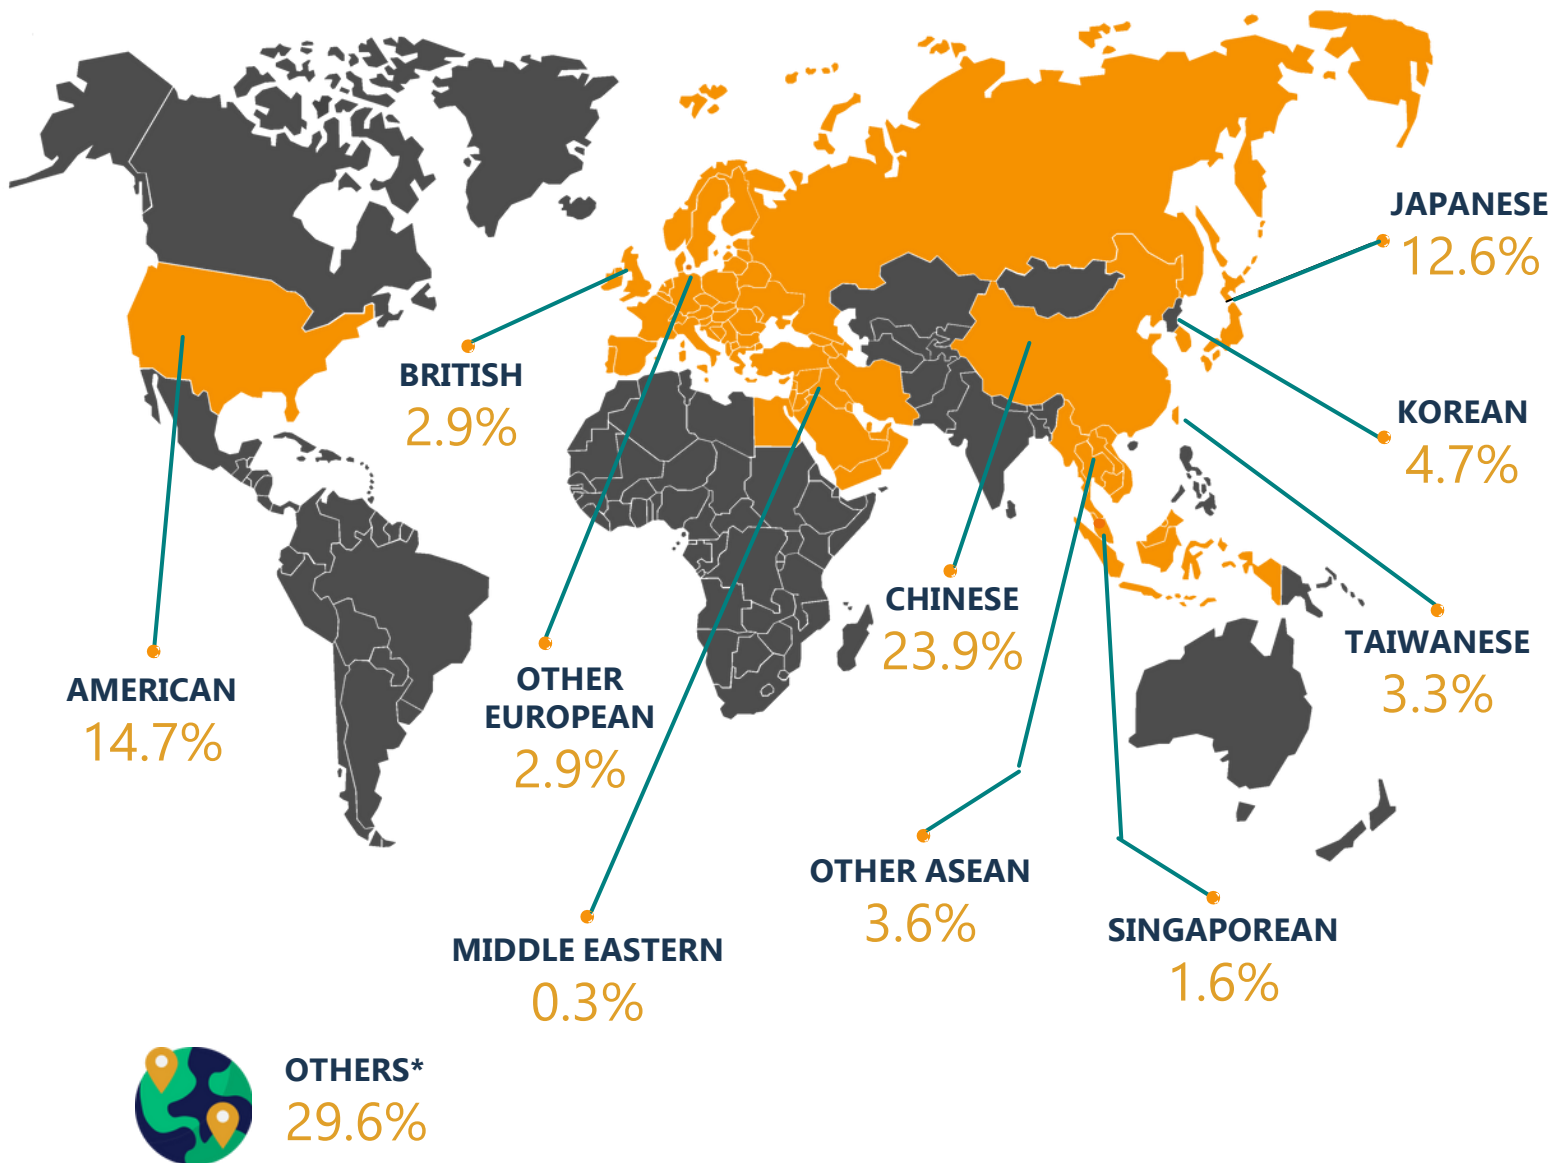 JAPANESE
12.6%
BRITISH
2.9%
KOREAN
4.7%
CHINESE
23.9%
TAIWANESE
3.3%
AMERICAN
14.7%
OTHER
EUROPEAN
2.9%
OTHER ASEAN
3.6%
SINGAPOREAN
1.6%
MIDDLE EASTERN
0.3%
OTHERS*
29.6%